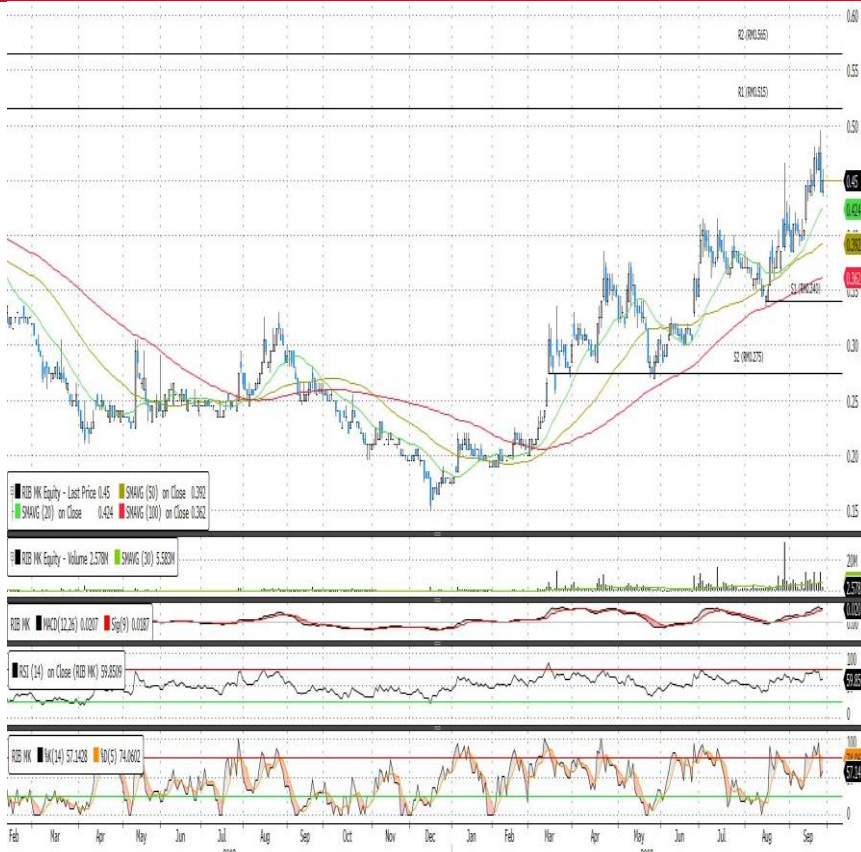 0.60
R2 (RM0.565)
0.55
R1 (RM0.515)
0.50
0.45
0.424
0.40
0.392
0.362
0.35
S1 (RM0.340)
0.30
S2 (RM0.275)
0.25
0.20
0.15
RIB MK Equity - Last Price 0.45 SMAVG (50) on Close 0.392
SMAVG (20) on Close 0.424 SMAVG (100) on Close 0.362
RIB MK Equity - Volume 2.578M SMAVG (30) 5.583M
20M
2.578
RIB MK MACD(12,26) 0.0207 Sig(9) 0.0187
0.00
RSI (14) on Close (RIB MK) 59.8509
100
59.85
0
RIB MK %K(14) 57.1428 %D(5) 74.0602
100
57.14
0
Feb Mar Apr May Jun Jul Aug Sep Oct Nov Dec Jan Feb Mar Apr May Jun Jul Aug Sep